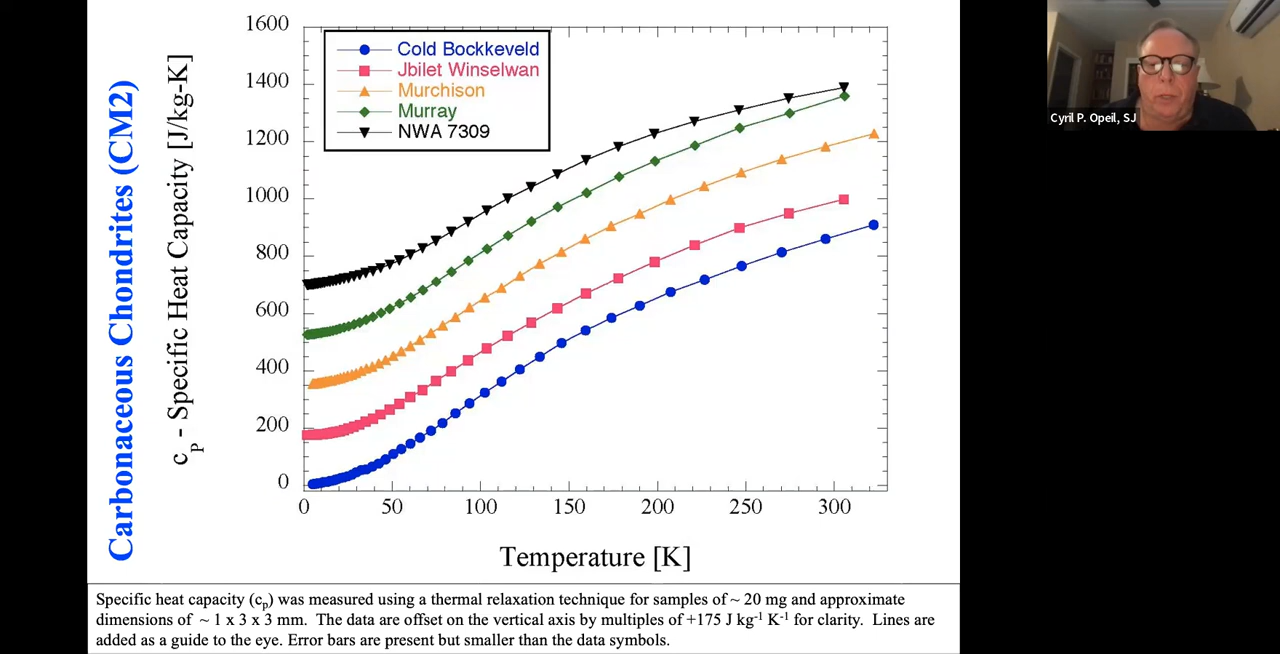 Carbonaceous Chondrites (CM2)
c_P - Specific Heat Capacity [J/kg-K]
1600
1400
1200
1000
800
600
400
200
0
Cold Bockkeveld
Jbilet Winselwan
Murchison
Murray
NWA 7309
0 50 100 150 200 250 300
Temperature [K]
Specific heat capacity (c_p) was measured using a thermal relaxation technique for samples of ~ 20 mg and approximate
dimensions of ~ 1 x 3 x 3 mm. The data are offset on the vertical axis by multiples of +175 J kg⁻¹ K⁻¹ for clarity. Lines are
added as a guide to the eye. Error bars are present but smaller than the data symbols.
Cyril P. Opeil, SJ